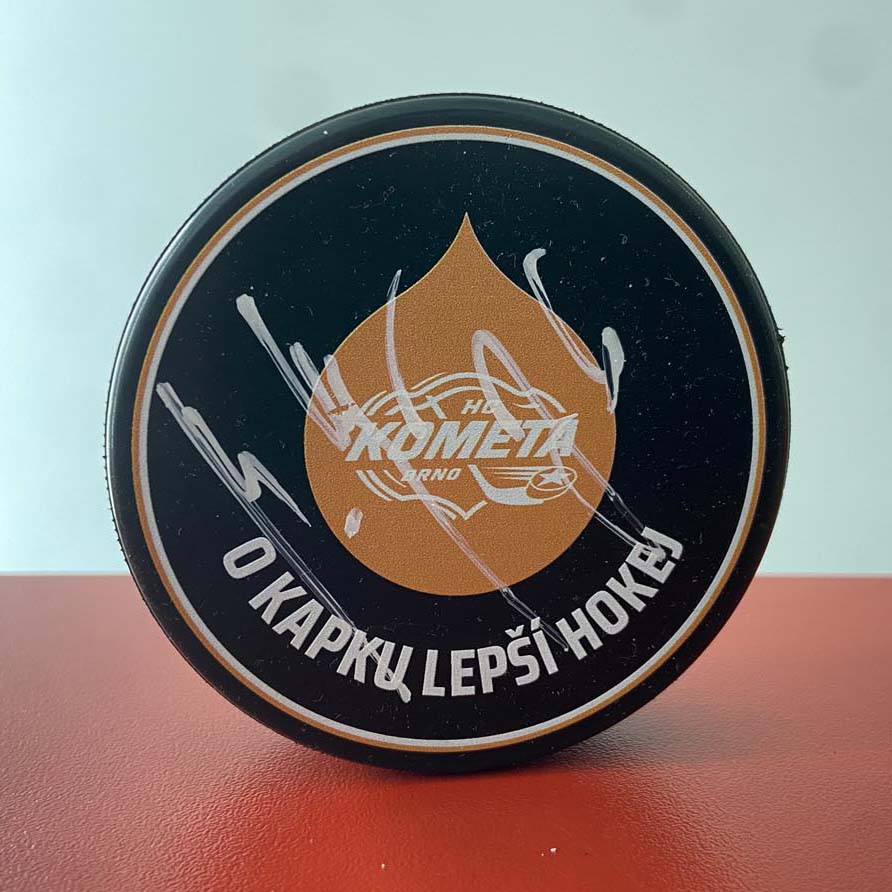 HC
KOMETA
BRNO
O KAPKU LEPŠÍ HOKEJ